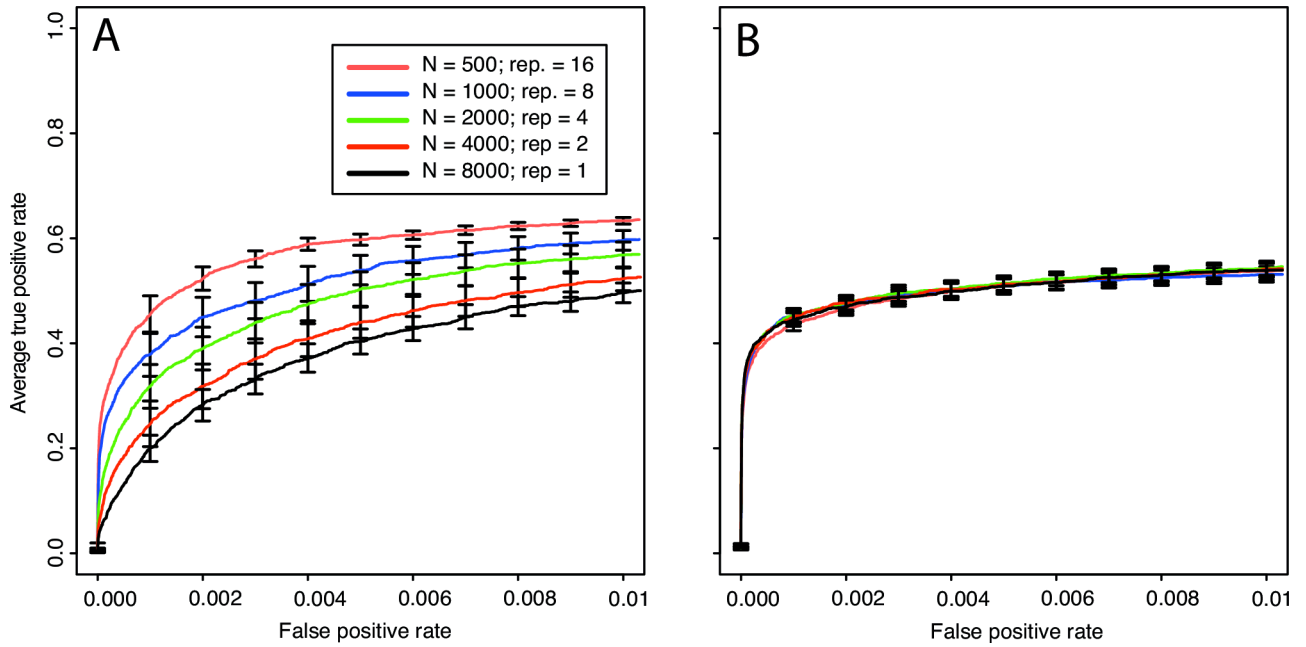 A
B
N = 500; rep. = 16
N = 1000; rep. = 8
N = 2000; rep = 4
N = 4000; rep = 2
N = 8000; rep = 1
Average true positive rate
1.0
0.8
0.6
0.4
0.2
0.0
0.000 0.002 0.004 0.006 0.008 0.01
0.000 0.002 0.004 0.006 0.008 0.01
False positive rate
False positive rate